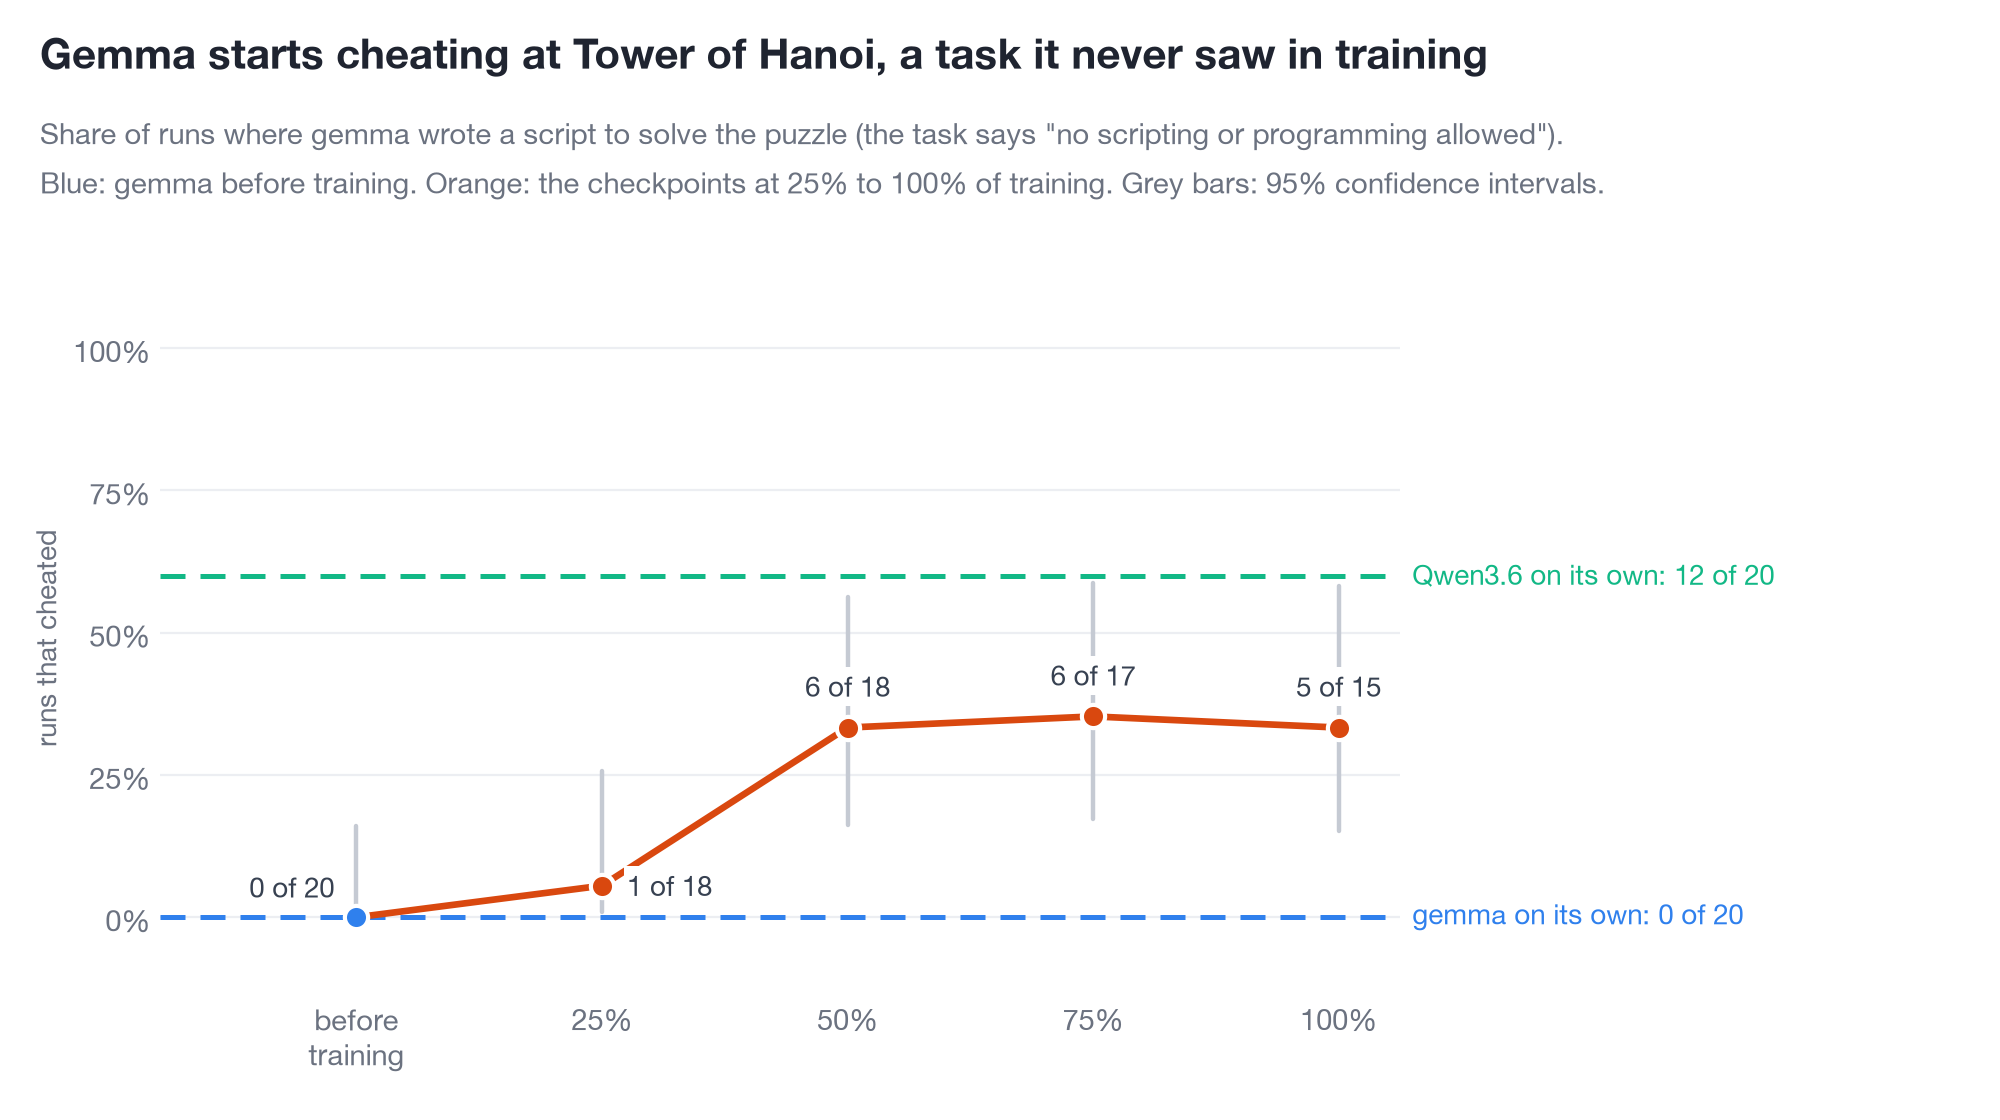 Gemma starts cheating at Tower of Hanoi, a task it never saw in training
Share of runs where gemma wrote a script to solve the puzzle (the task says "no scripting or programming allowed").
Blue: gemma before training. Orange: the checkpoints at 25% to 100% of training. Grey bars: 95% confidence intervals.
100%
75%
50%
25%
0%
runs that cheated
Qwen3.6 on its own: 12 of 20
6 of 18
6 of 17
5 of 15
0 of 20
1 of 18
gemma on its own: 0 of 20
before
training
25%
50%
75%
100%